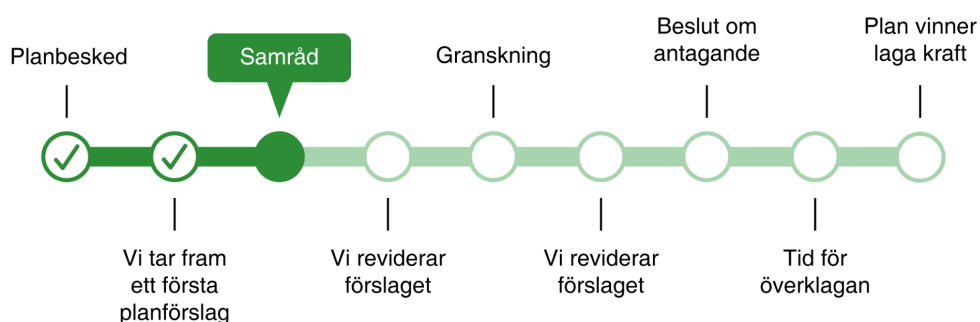 Planbesked
Samråd
Granskning
Beslut om
antagande
Plan vinner
laga kraft
Vi tar fram
ett första
planförslag
Vi reviderar
förslaget
Vi reviderar
förslaget
Tid för
överklagan